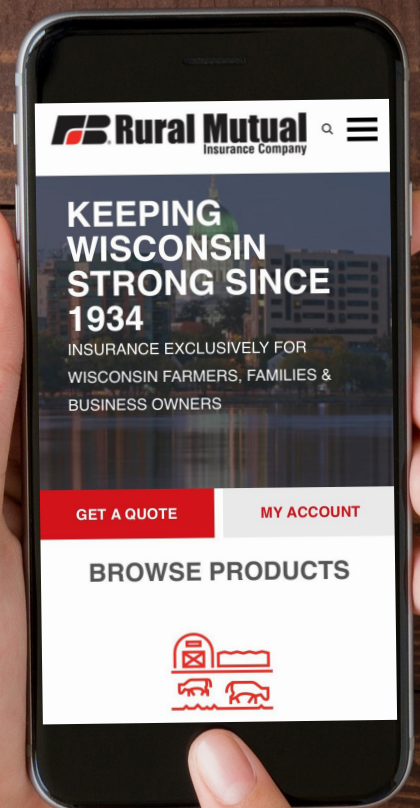 FB Rural Mutual
Insurance Company
KEEPING
WISCONSIN
STRONG SINCE
1934
INSURANCE EXCLUSIVELY FOR
WISCONSIN FARMERS, FAMILIES &
BUSINESS OWNERS
GET A QUOTE
MY ACCOUNT
BROWSE PRODUCTS